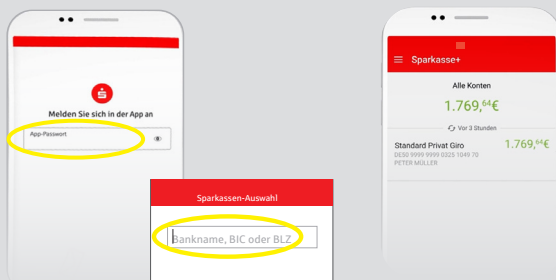 Melden Sie sich in der App an
App-Passwort
Sparkassen-Auswahl
Bankname, BIC oder BLZ
Sparkasse+
Alle Konten
1.769,64€
Vor 3 Stunden
Standard Privat Giro 1.769,64€
DE50 9999 9999 0325 1049 70
PETER MÜLLER